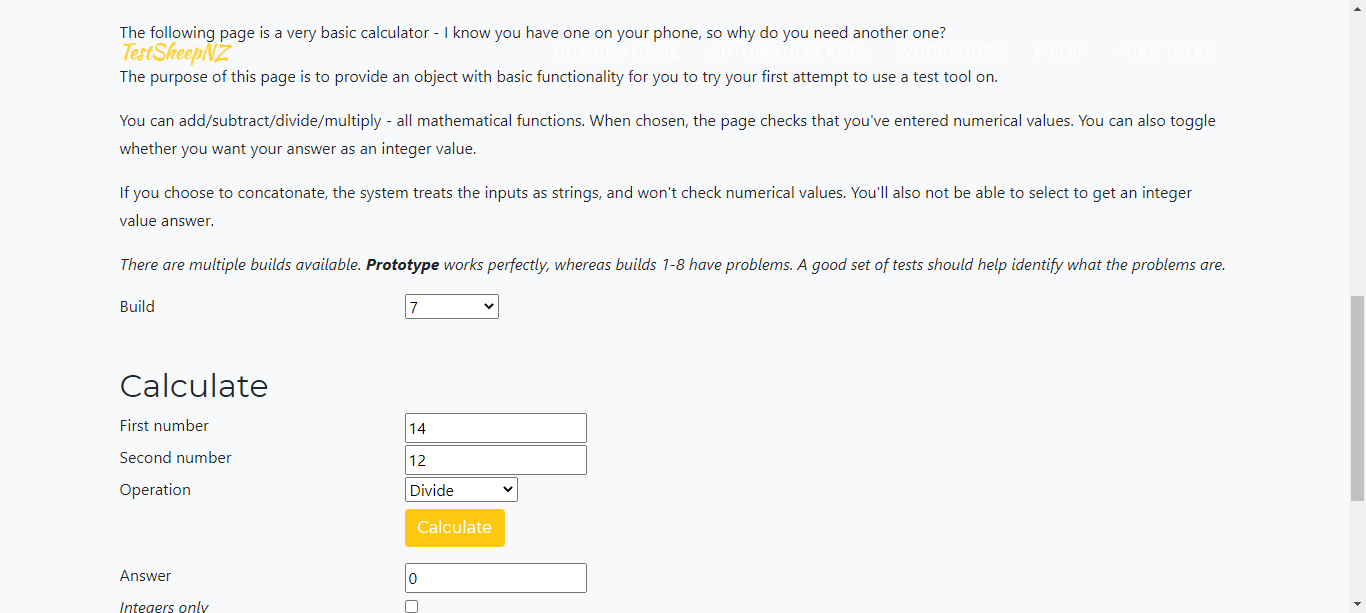 The following page is a very basic calculator - I know you have one on your phone, so why do you need another one?
TestSheepNZ NUMBER GAME AUTOMATION BETA WORKSHOPS MEDIA MIKE TALKS
The purpose of this page is to provide an object with basic functionality for you to try your first attempt to use a test tool on.
You can add/subtract/divide/multiply - all mathematical functions. When chosen, the page checks that you've entered numerical values. You can also toggle
whether you want your answer as an integer value.
If you choose to concatonate, the system treats the inputs as strings, and won't check numerical values. You'll also not be able to select to get an integer
value answer.
There are multiple builds available. Prototype works perfectly, whereas builds 1-8 have problems. A good set of tests should help identify what the problems are.
Build 7
Calculate
First number 14
Second number 12
Operation Divide
Calculate
Answer 0
Integers only